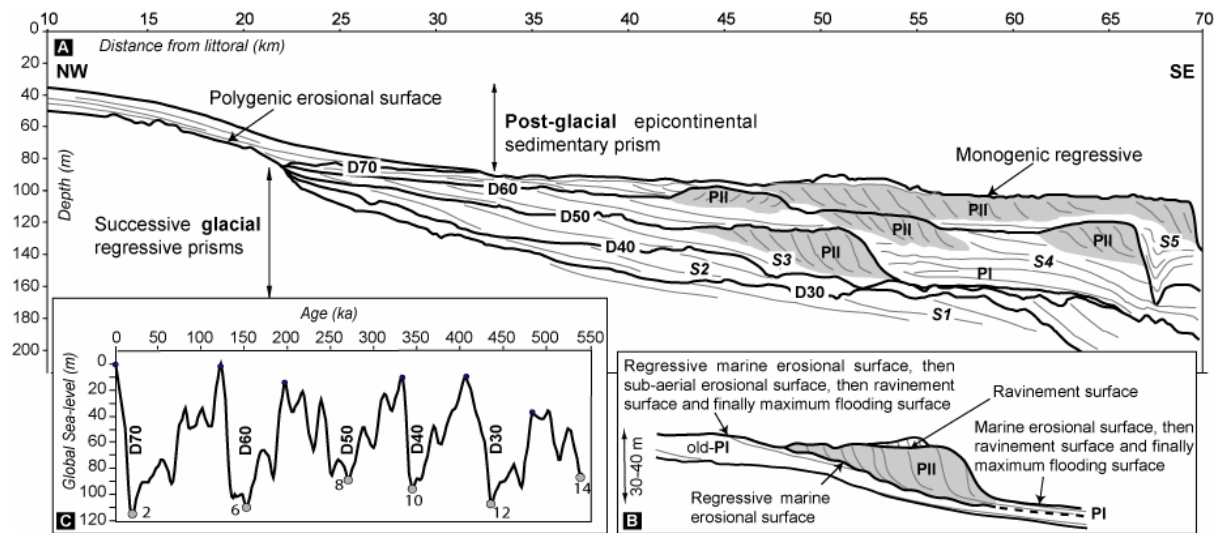 10 15 20 25 30 35 40 45 50 55 60 65 70
0
20
40
60
80
100
120
140
160
180
200
Depth (m)
A Distance from littoral (km)
NW
SE
Polygenic erosional surface
Post-glacial epicontinental
sedimentary prism
Monogenic regressive
Successive glacial
regressive prisms
D70
D60
D50
D40
D30
PII
PII
PII
PII
PII
PI
S1
S2
S3
S4
S5
Age (ka)
0 50 100 150 200 250 300 350 400 450 500 550
Global Sea-level (m)
0
20
40
60
80
100
120
D70
D60
D50
D40
D30
2
6
8
10
12
14
C
Regressive marine erosional surface, then
sub-aerial erosional surface, then ravinement
surface and finally maximum flooding surface
Ravinement surface
Marine erosional surface, then
ravinement surface and finally
maximum flooding surface
30-40 m
old-PI
PII
PI
Regressive marine
erosional surface
B